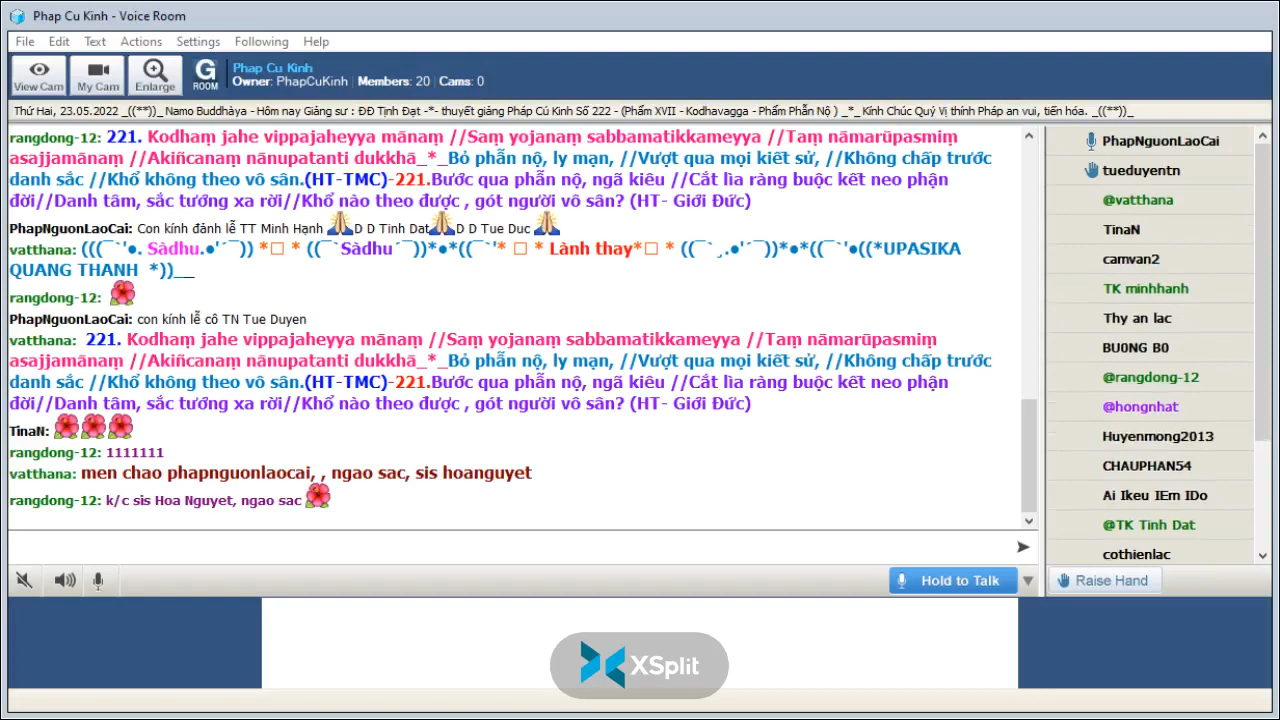 Phap Cu Kinh - Voice Room
File Edit Text Actions Settings Following Help
View Cam My Cam Enlarge G ROOM
Phap Cu Kinh
Owner: PhapCuKinh | Members: 20 | Cams: 0
Thứ Hai, 23.05.2022 _((**))_ Namo Buddhàya - Hôm nay Giảng sư : ĐĐ Tịnh Đạt -*- thuyết giảng Pháp Cú Kinh Số 222 - (Phẩm XVII - Kodhavagga - Phẩm Phẫn Nộ ) _*_ Kính Chúc Quý Vị thính Pháp an vui, tiến hóa. _((**))_
rangdong-12: 221. Kodhaṃ jahe vippajaheyya mānaṃ //Saṃ yojanaṃ sabbamatikkameyya //Taṃ nāmarūpasmiṃ
asajjamānaṃ //Akiñcanaṃ nānupatanti dukkhā_*_Bỏ phẫn nộ, ly mạn, //Vượt qua mọi kiết sử, //Không chấp trước
danh sắc //Khổ không theo vô sân.(HT-TMC)-221.Bước qua phẫn nộ, ngã kiêu //Cắt lìa ràng buộc kết neo phận
đời//Danh tâm, sắc tướng xa rời//Khổ nào theo được , gót người vô sân? (HT- Giới Đức)
PhapNguonLaoCai: Con kính đảnh lễ TT Minh Hạnh D D Tinh Dat D D Tue Duc
vatthana: (((¯`'●. Sàdhu.●'´¯)) *□ * ((¯`Sàdhu´¯))*●*((¯`'* □ * Lành thay*□ * ((¯`¸.●'´¯))*●*((¯`'●((*UPASIKA
QUANG THANH *))__
rangdong-12:
PhapNguonLaoCai: con kính lễ cô TN Tue Duyen
vatthana: 221. Kodhaṃ jahe vippajaheyya mānaṃ //Saṃ yojanaṃ sabbamatikkameyya //Taṃ nāmarūpasmiṃ
asajjamānaṃ //Akiñcanaṃ nānupatanti dukkhā_*_Bỏ phẫn nộ, ly mạn, //Vượt qua mọi kiết sử, //Không chấp trước
danh sắc //Khổ không theo vô sân.(HT-TMC)-221.Bước qua phẫn nộ, ngã kiêu //Cắt lìa ràng buộc kết neo phận
đời//Danh tâm, sắc tướng xa rời//Khổ nào theo được , gót người vô sân? (HT- Giới Đức)
TinaN:
rangdong-12: 1111111
vatthana: men chao phapnguonlaocai, , ngao sac, sis hoanguyet
rangdong-12: k/c sis Hoa Nguyet, ngao sac
PhapNguonLaoCai
tueduyentn
@vatthana
TinaN
camvan2
TK minhhanh
Thy an lac
BU0NG B0
@rangdong-12
@hongnhat
Huyenmong2013
CHAUPHAN54
Ai Ikeu IEm IDo
@TK Tinh Dat
cothienlac
Hold to Talk
Raise Hand
XSplit